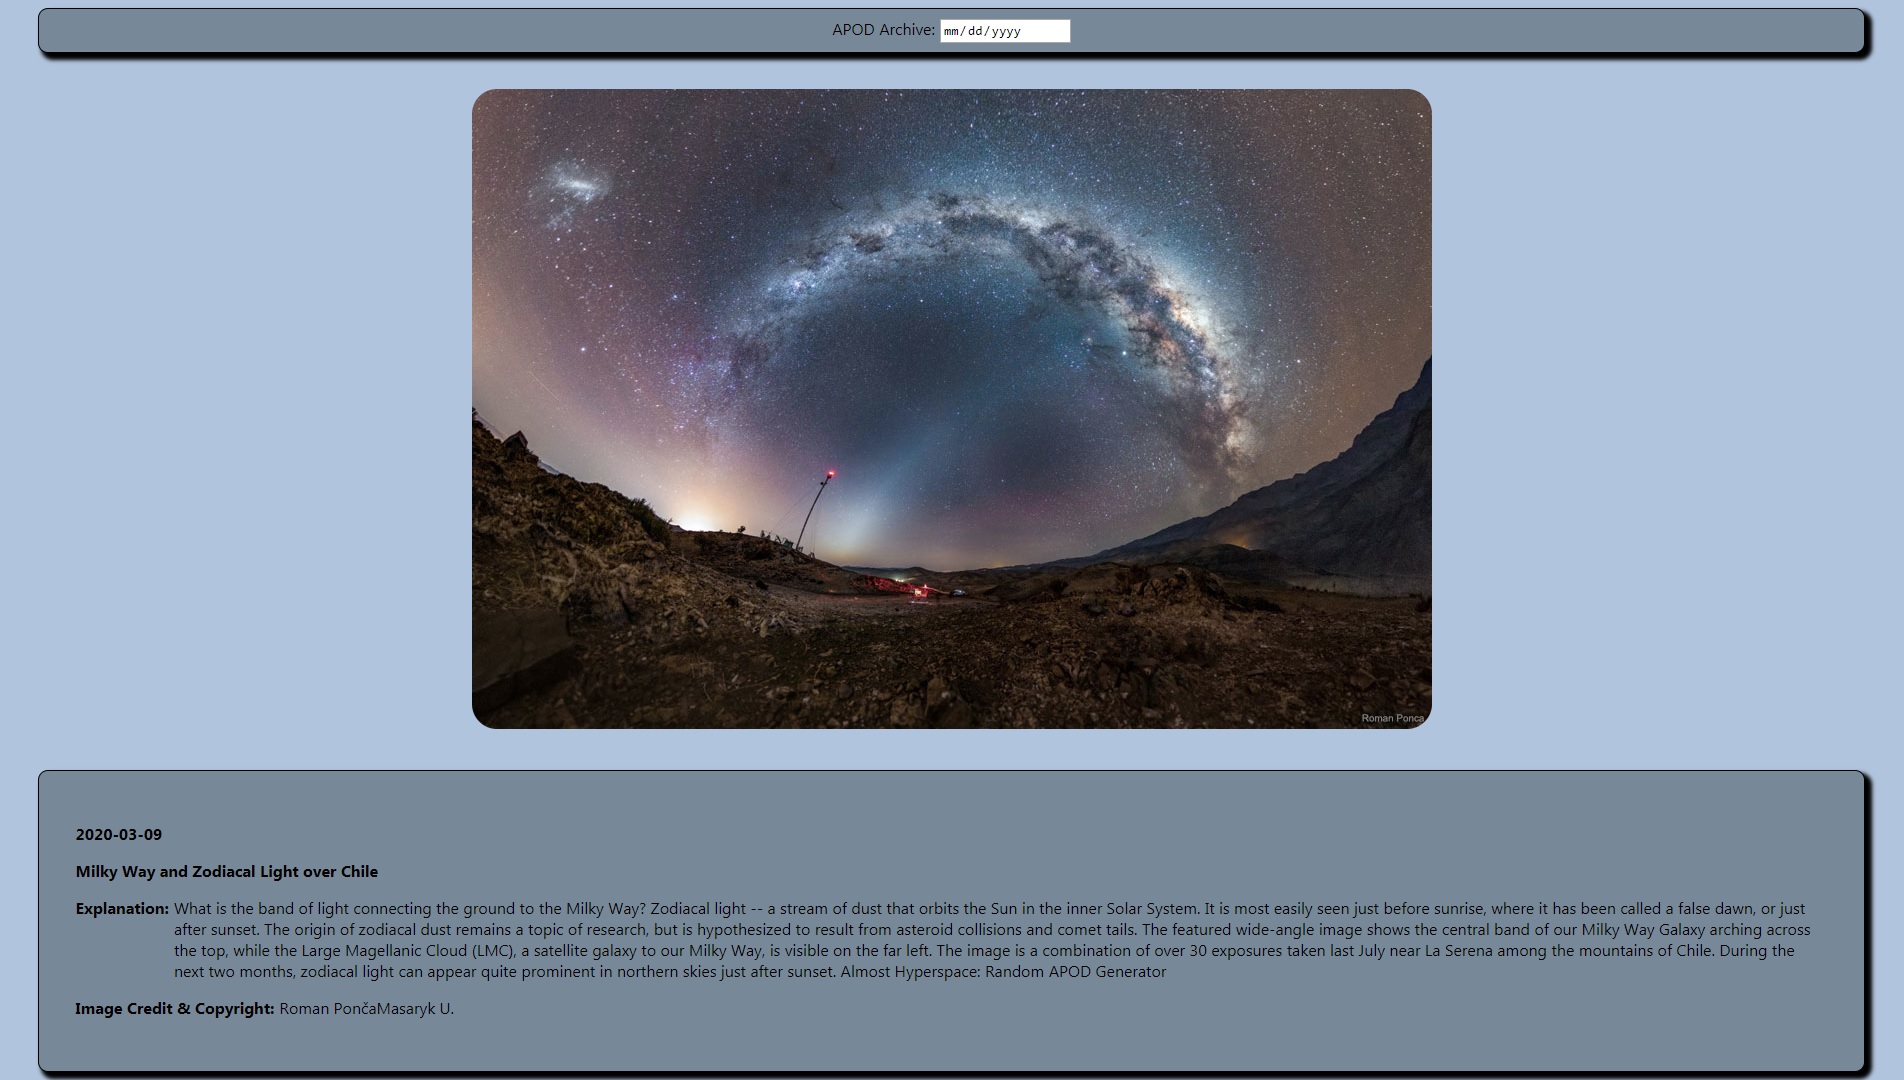 APOD Archive: mm/dd/yyyy
Roman Ponca
2020-03-09
Milky Way and Zodiacal Light over Chile
Explanation: What is the band of light connecting the ground to the Milky Way? Zodiacal light -- a stream of dust that orbits the Sun in the inner Solar System. It is most easily seen just before sunrise, where it has been called a false dawn, or just
after sunset. The origin of zodiacal dust remains a topic of research, but is hypothesized to result from asteroid collisions and comet tails. The featured wide-angle image shows the central band of our Milky Way Galaxy arching across
the top, while the Large Magellanic Cloud (LMC), a satellite galaxy to our Milky Way, is visible on the far left. The image is a combination of over 30 exposures taken last July near La Serena among the mountains of Chile. During the
next two months, zodiacal light can appear quite prominent in northern skies just after sunset. Almost Hyperspace: Random APOD Generator
Image Credit & Copyright: Roman PončaMasaryk U.